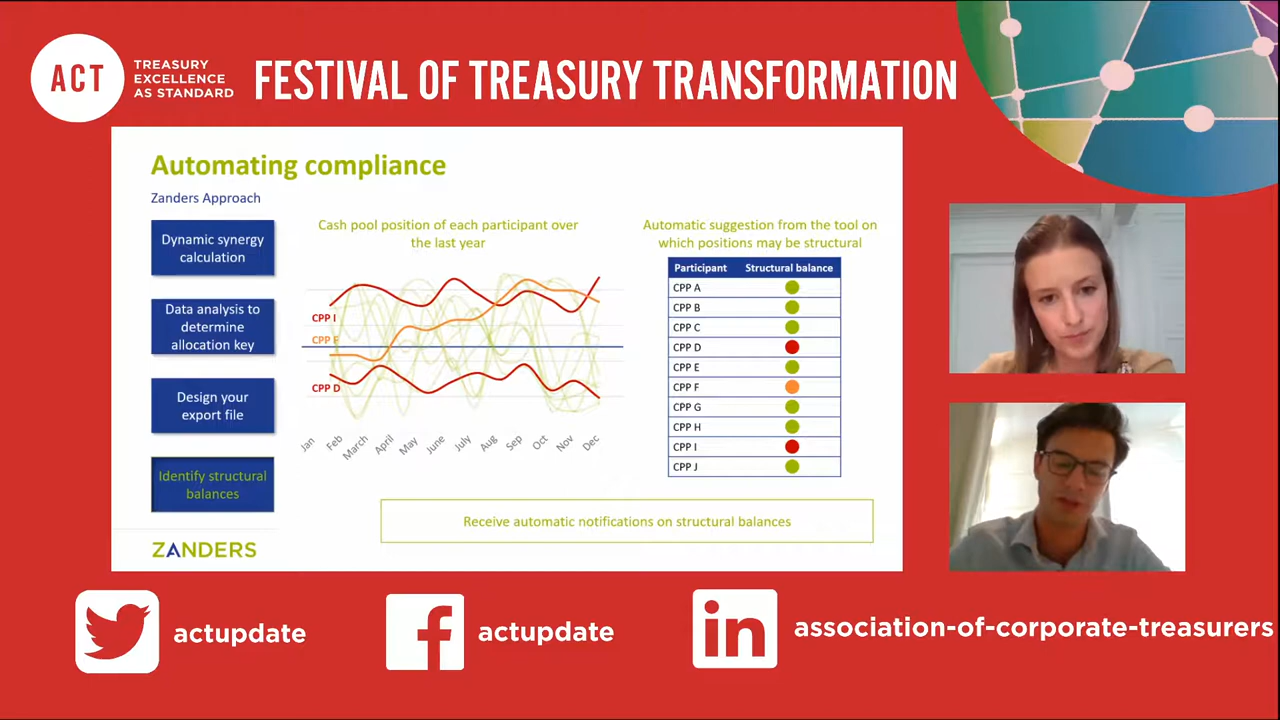 ACT
TREASURY
EXCELLENCE
AS STANDARD
FESTIVAL OF TREASURY TRANSFORMATION
Automating compliance
Zanders Approach
Dynamic synergy
calculation
Data analysis to
determine
allocation key
Design your
export file
Identify structural
balances
Cash pool position of each participant over
the last year
CPP I
CPP F
CPP D
Jan
Feb
March
April
May
June
July
Aug
Sep
Oct
Nov
Dec
Automatic suggestion from the tool on
which positions may be structural
Participant Structural balance
CPP A
CPP B
CPP C
CPP D
CPP E
CPP F
CPP G
CPP H
CPP I
CPP J
Receive automatic notifications on structural balances
ZANDERS
actupdate
actupdate
in
association-of-corporate-treasurers